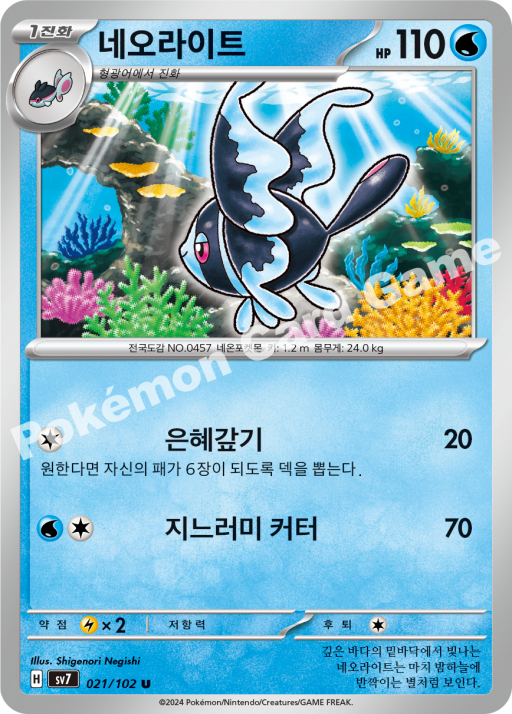 1진화
네오라이트
HP 110
형광어에서 진화
전국도감 NO.0457 네온포켓몬 키: 1.2 m 몸무게: 24.0 kg
Pokémon Card Game
은혜갚기 20
원한다면 자신의 패가 6장이 되도록 덱을 뽑는다.
지느러미 커터 70
약 점 ×2 저항력 후 퇴
Illus. Shigenori Negishi
H sv7 021/102 U
깊은 바다의 밑바닥에서 빛나는
네오라이트는 마치 밤하늘에
반짝이는 별처럼 보인다.
©2024 Pokémon/Nintendo/Creatures/GAME FREAK.